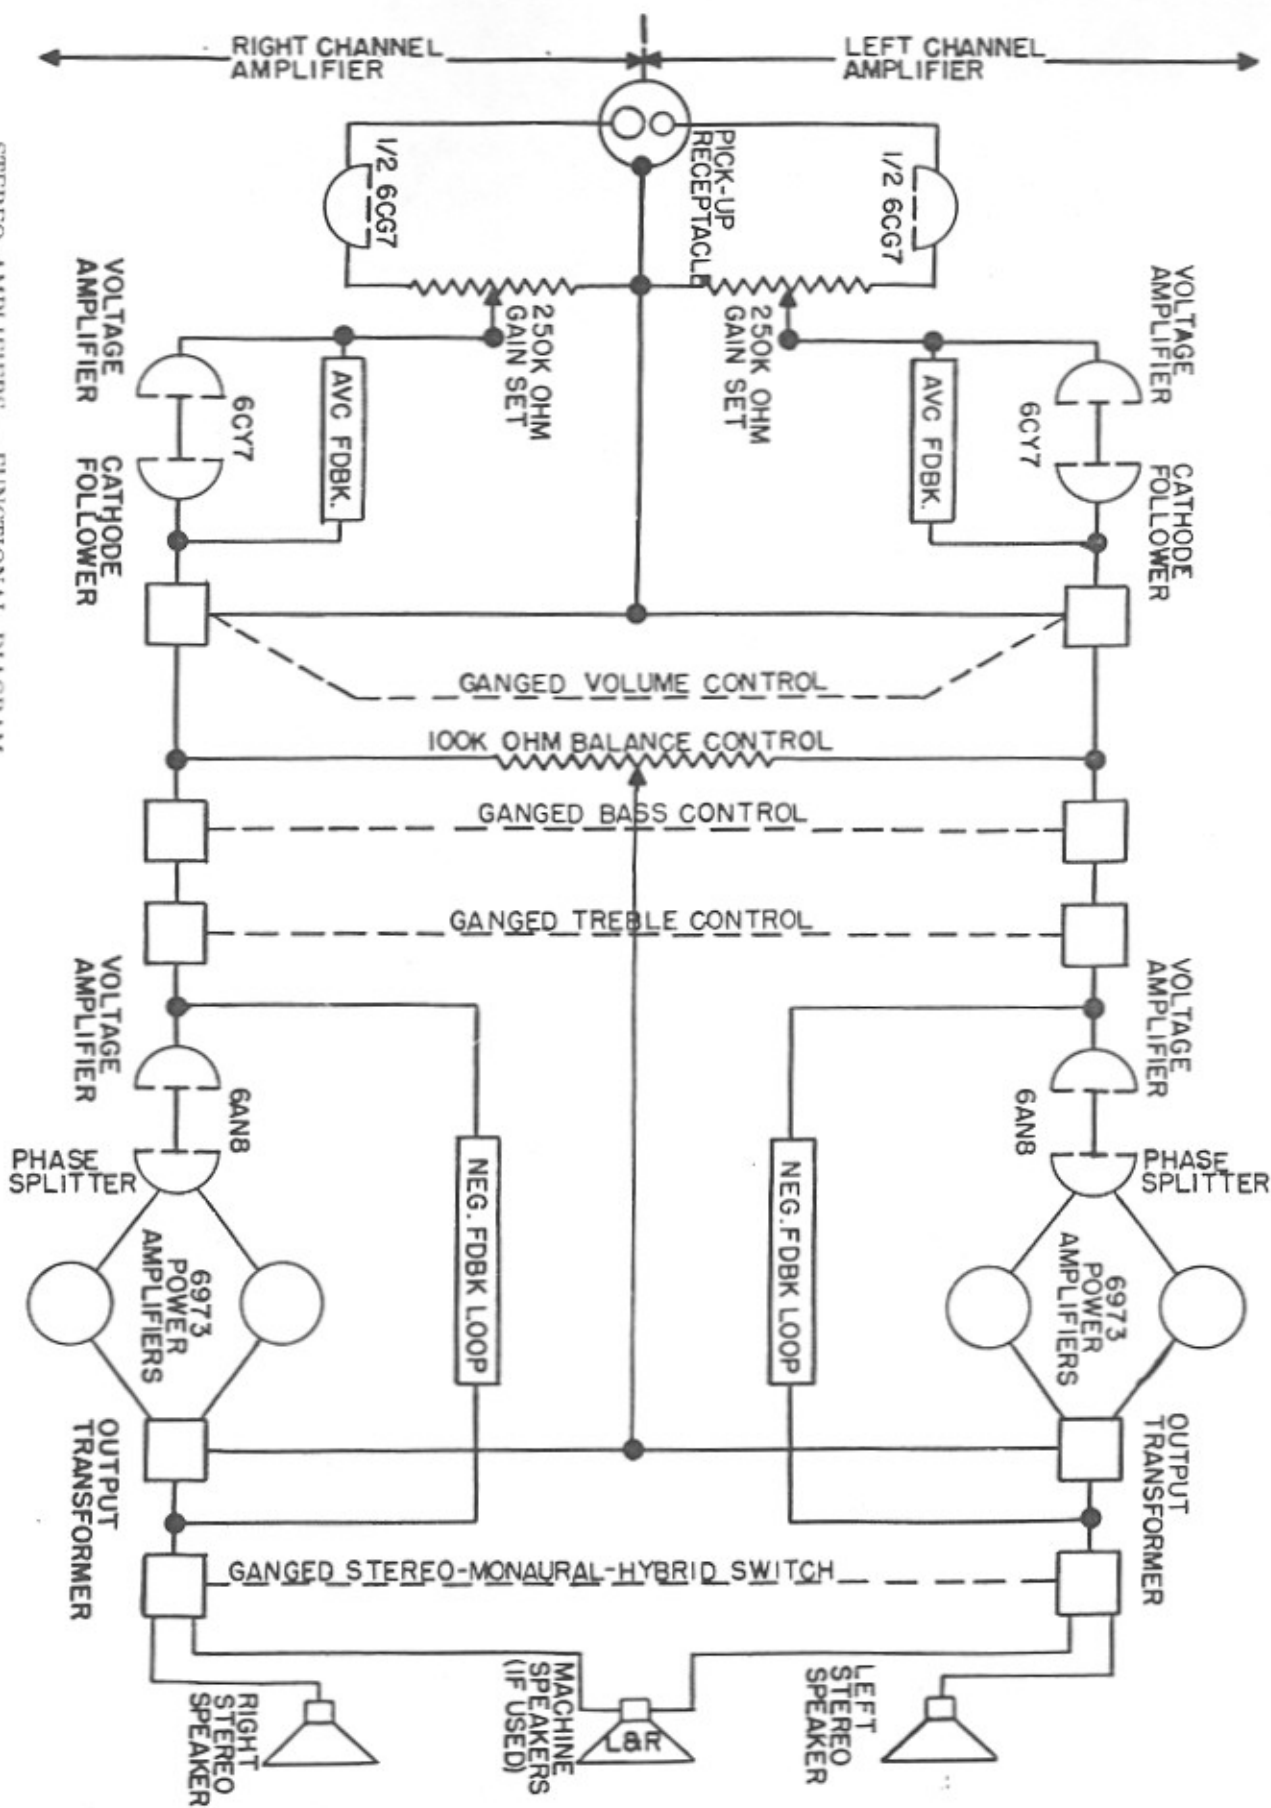 RIGHT CHANNEL
AMPLIFIER
LEFT CHANNEL
AMPLIFIER
PICK-UP
RECEPTACLE
1/2 6CG7
1/2 6CG7
250K OHM
GAIN SET
250K OHM
GAIN SET
VOLTAGE
AMPLIFIER
VOLTAGE
AMPLIFIER
AVC FDBK.
AVC FDBK.
6CY7
6CY7
CATHODE
FOLLOWER
CATHODE
FOLLOWER
GANGED VOLUME CONTROL
100K OHM BALANCE CONTROL
GANGED BASS CONTROL
GANGED TREBLE CONTROL
VOLTAGE
AMPLIFIER
VOLTAGE
AMPLIFIER
6AN8
6AN8
PHASE
SPLITTER
PHASE
SPLITTER
NEG. FDBK LOOP
NEG. FDBK LOOP
6973
POWER
AMPLIFIERS
6973
POWER
AMPLIFIERS
OUTPUT
TRANSFORMER
OUTPUT
TRANSFORMER
GANGED STEREO-MONAURAL-HYBRID SWITCH
RIGHT
STEREO
SPEAKER
MACHINE
SPEAKERS
(IF USED)
L&R
LEFT
STEREO
SPEAKER